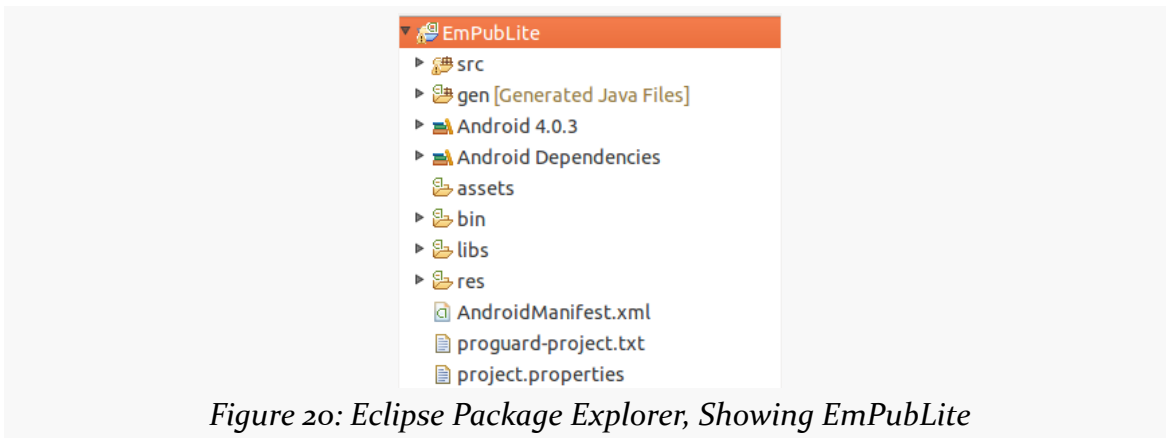 EmPubLite
src
gen [Generated Java Files]
Android 4.0.3
Android Dependencies
assets
bin
libs
res
AndroidManifest.xml
proguard-project.txt
project.properties
Figure 20: Eclipse Package Explorer, Showing EmPubLite